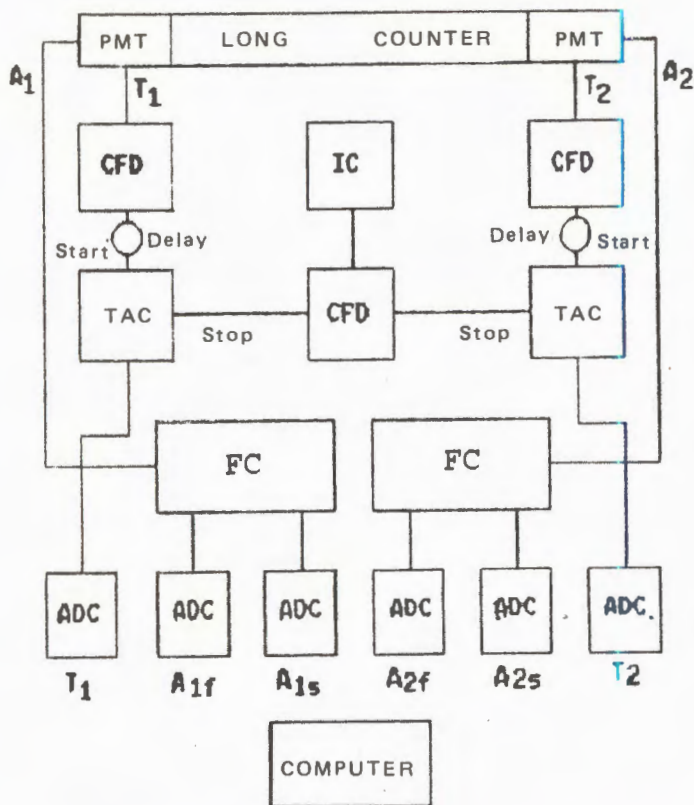 PMT LONG COUNTER PMT
A1 T1 T2 A2
CFD IC CFD
Start Delay Delay Start
TAC Stop CFD Stop TAC
FC FC
ADC ADC ADC ADC ADC ADC.
T1 A1f A1s A2f A2s T2
COMPUTER